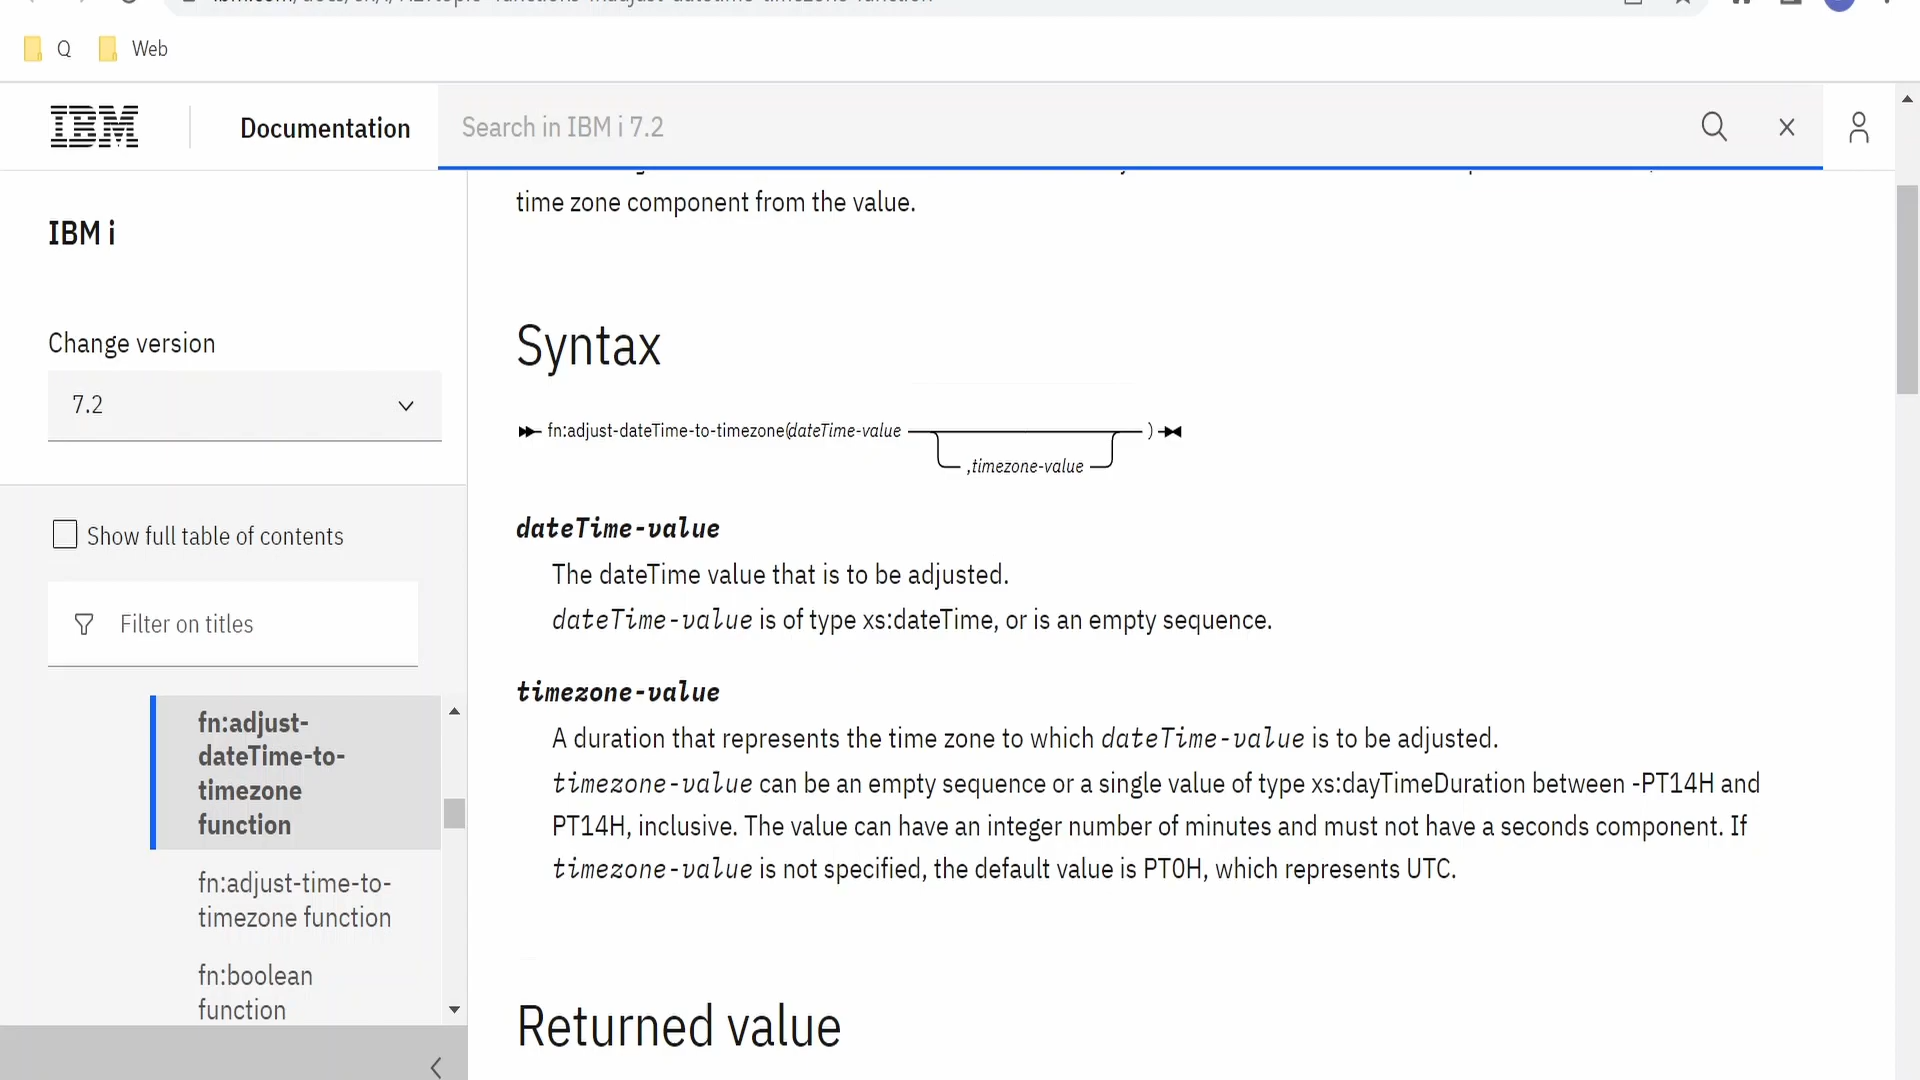 Q Web
IBM
Documentation
Search in IBM i 7.2
IBM i
Change version
7.2
Show full table of contents
Filter on titles
fn:adjust-
dateTime-to-
timezone
function
fn:adjust-time-to-
timezone function
fn:boolean
function
time zone component from the value.
Syntax
fn:adjust-dateTime-to-timezone(dateTime-value )
,timezone-value
dateTime-value
The dateTime value that is to be adjusted.
dateTime-value is of type xs:dateTime, or is an empty sequence.
timezone-value
A duration that represents the time zone to which dateTime-value is to be adjusted.
timezone-value can be an empty sequence or a single value of type xs:dayTimeDuration between -PT14H and
PT14H, inclusive. The value can have an integer number of minutes and must not have a seconds component. If
timezone-value is not specified, the default value is PT0H, which represents UTC.
Returned value